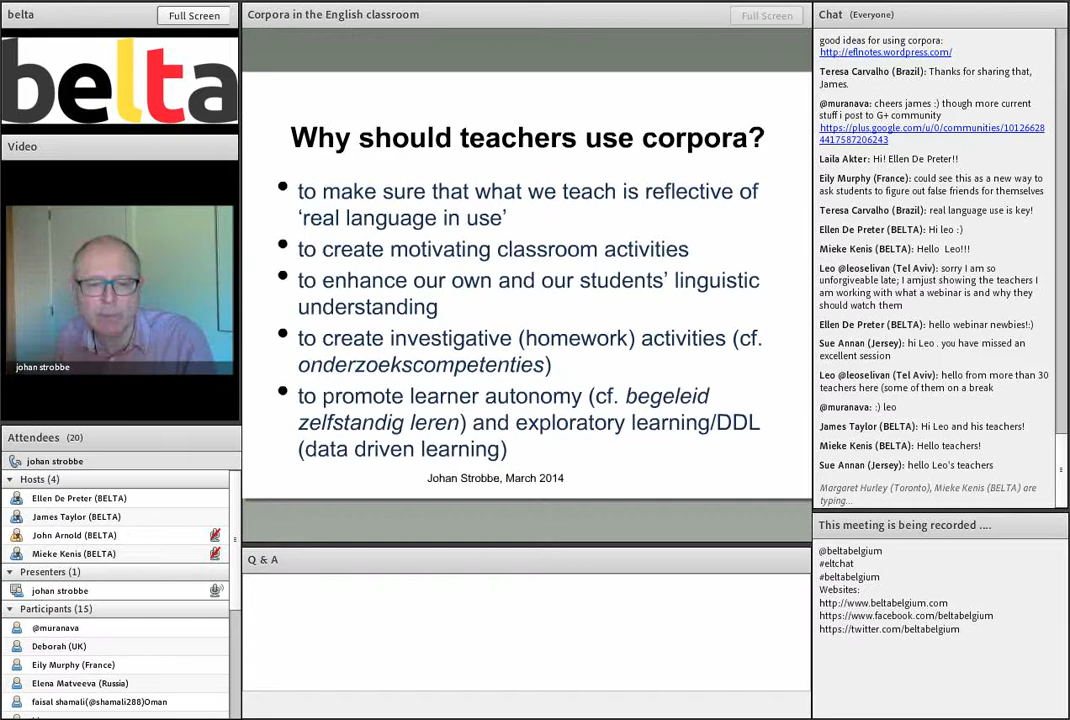 belta
Full Screen
belta
Video
johan strobbe
Attendees (20)
johan strobbe
Hosts (4)
Ellen De Preter (BELTA)
James Taylor (BELTA)
John Arnold (BELTA)
Mieke Kenis (BELTA)
Presenters (1)
johan strobbe
Participants (15)
@muranava
Deborah (UK)
Eily Murphy (France)
Elena Matveeva (Russia)
faisal shamali(@shamali288)Oman
Corpora in the English classroom
Full Screen
Why should teachers use corpora?
• to make sure that what we teach is reflective of
‘real language in use’
• to create motivating classroom activities
• to enhance our own and our students’ linguistic
understanding
• to create investigative (homework) activities (cf.
onderzoekscompetenties)
• to promote learner autonomy (cf. begeleid
zelfstandig leren) and exploratory learning/DDL
(data driven learning)
Johan Strobbe, March 2014
Q & A
Chat (Everyone)
good ideas for using corpora:
http://eflnotes.wordpress.com/
Teresa Carvalho (Brazil): Thanks for sharing that,
James.
@muranava: cheers james :) though more current
stuff i post to G+ community
https://plus.google.com/u/0/communities/10126628
4417587206243
Laila Akter: Hi! Ellen De Preter!!
Eily Murphy (France): could see this as a new way to
ask students to figure out false friends for themselves
Teresa Carvalho (Brazil): real language use is key!
Ellen De Preter (BELTA): Hi leo :)
Mieke Kenis (BELTA): Hello Leo!!!
Leo @leoselivan (Tel Aviv): sorry I am so
unforgiveable late; I amjust showing the teachers I
am working with what a webinar is and why they
should watch them
Ellen De Preter (BELTA): hello webinar newbies!:)
Sue Annan (Jersey): hi Leo . you have missed an
excellent session
Leo @leoselivan (Tel Aviv): hello from more than 30
teachers here (some of them on a break
@muranava: :) leo
James Taylor (BELTA): Hi Leo and his teachers!
Mieke Kenis (BELTA): Hello teachers!
Sue Annan (Jersey): hello Leo's teachers
Margaret Hurley (Toronto), Mieke Kenis (BELTA) are
typing...
This meeting is being recorded ....
@beltabelgium
#eltchat
#beltabelgium
Websites:
http://www.beltabelgium.com
https://www.facebook.com/beltabelgium
https://twitter.com/beltabelgium